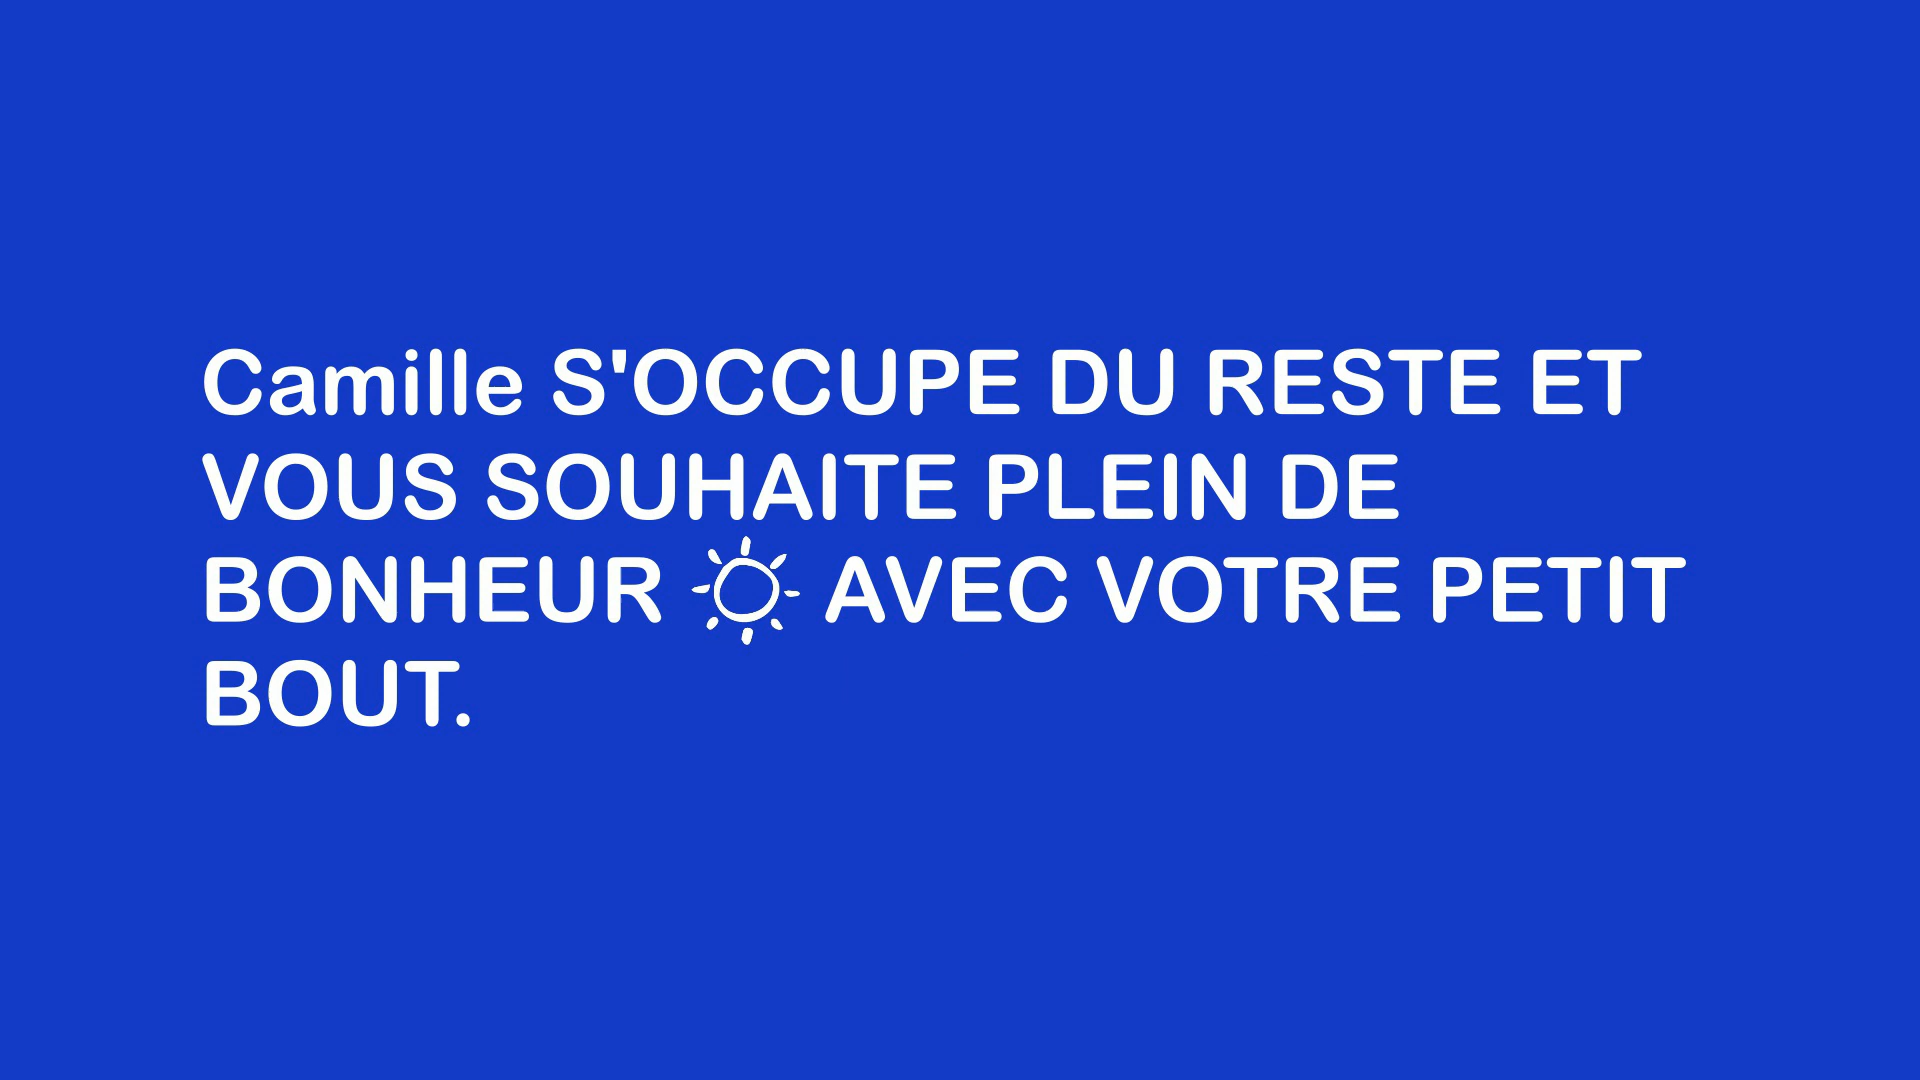 Camille S'OCCUPE DU RESTE ET
VOUS SOUHAITE PLEIN DE
BONHEUR AVEC VOTRE PETIT
BOUT.